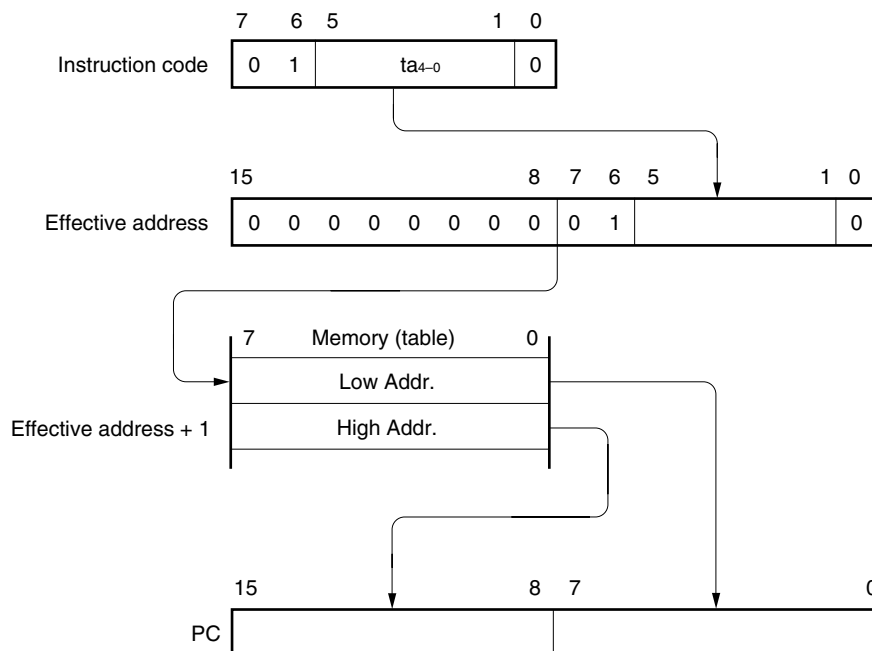 7 6 5 1 0
Instruction code 0 1 ta4–0 0
15 8 7 6 5 1 0
Effective address 0 0 0 0 0 0 0 0 0 1 0
7 Memory (table) 0
Low Addr.
Effective address + 1 High Addr.
15 8 7 0
PC